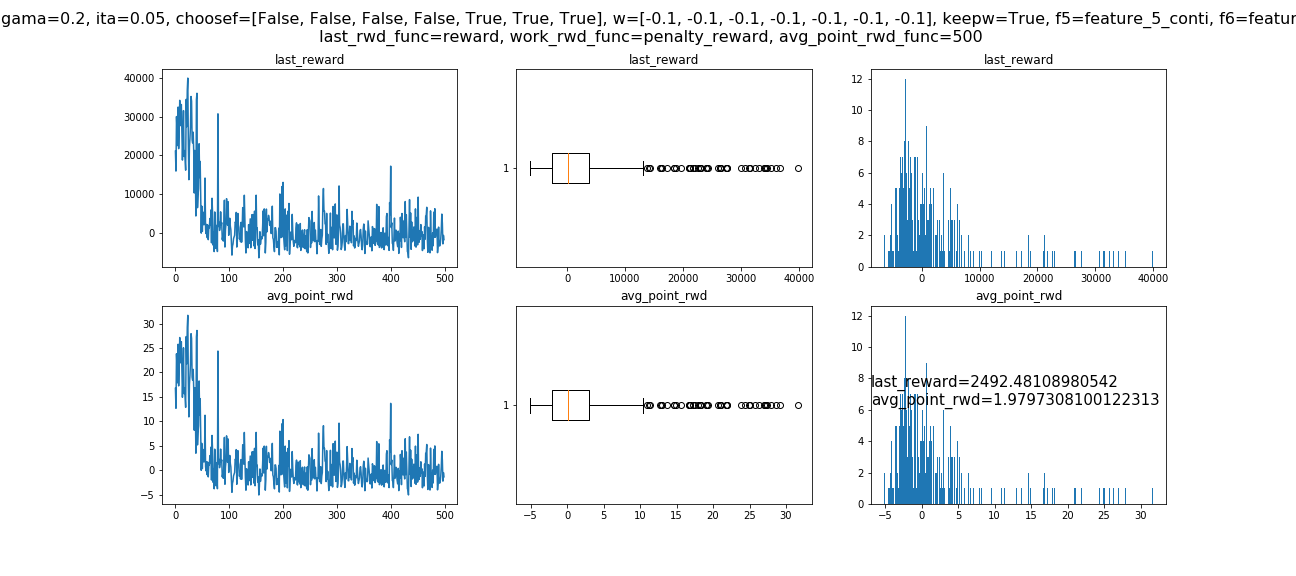 gama=0.2, ita=0.05, choosef=[False, False, False, False, True, True, True], w=[-0.1, -0.1, -0.1, -0.1, -0.1, -0.1, -0.1], keepw=True, f5=feature_5_conti, f6=featur
last_rwd_func=reward, work_rwd_func=penalty_reward, avg_point_rwd_func=500
last_reward
40000
30000
20000
10000
0
0 100 200 300 400 500
last_reward
1
0 10000 20000 30000 40000
last_reward
12
10
8
6
4
2
0
0 10000 20000 30000 40000
avg_point_rwd
30
25
20
15
10
5
0
−5
0 100 200 300 400 500
avg_point_rwd
1
−5 0 5 10 15 20 25 30
avg_point_rwd
12
10
8
last_reward=2492.48108980542
avg_point_rwd=1.9797308100122313
6
4
2
0
−5 0 5 10 15 20 25 30